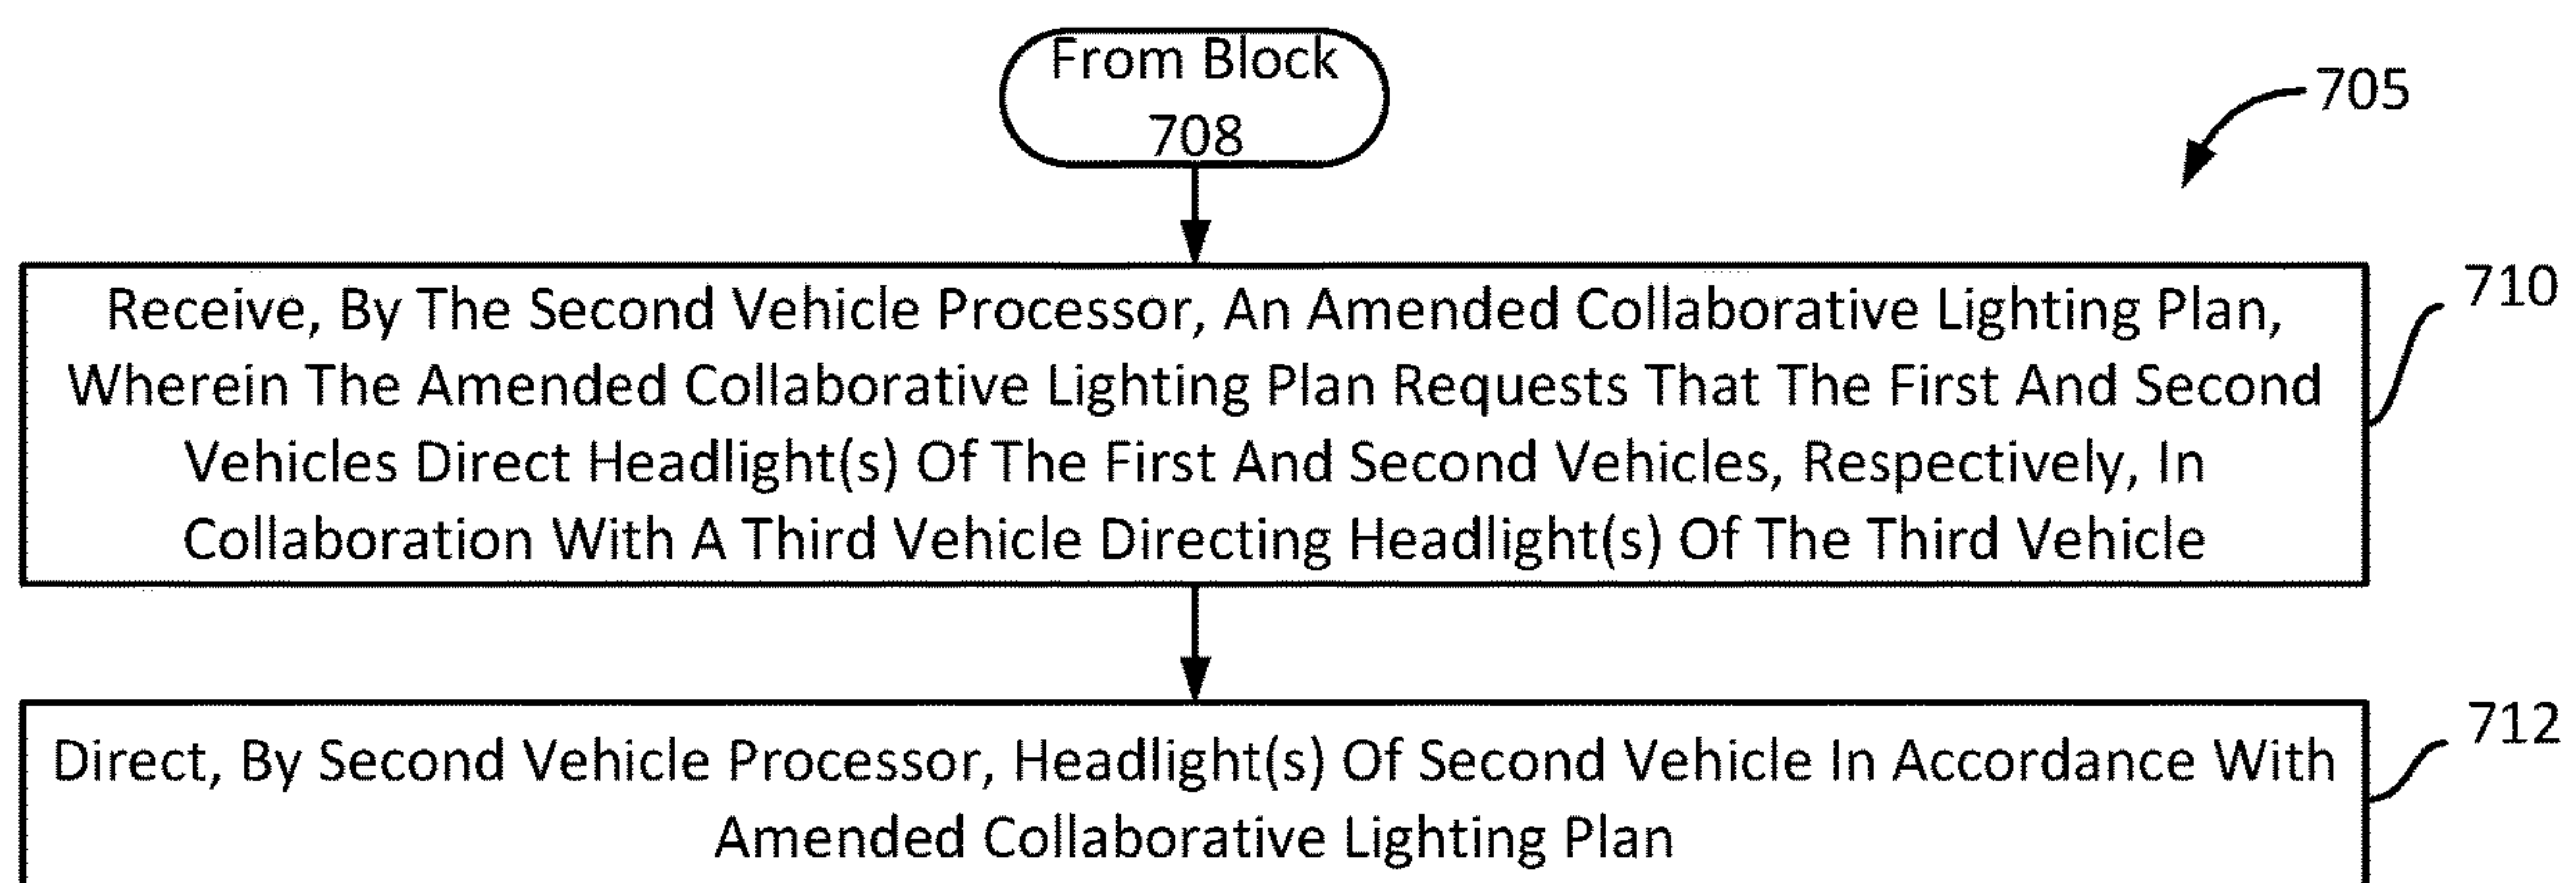 From Block
708
705
Receive, By The Second Vehicle Processor, An Amended Collaborative Lighting Plan,
Wherein The Amended Collaborative Lighting Plan Requests That The First And Second
Vehicles Direct Headlight(s) Of The First And Second Vehicles, Respectively, In
Collaboration With A Third Vehicle Directing Headlight(s) Of The Third Vehicle
710
Direct, By Second Vehicle Processor, Headlight(s) Of Second Vehicle In Accordance With
Amended Collaborative Lighting Plan
712